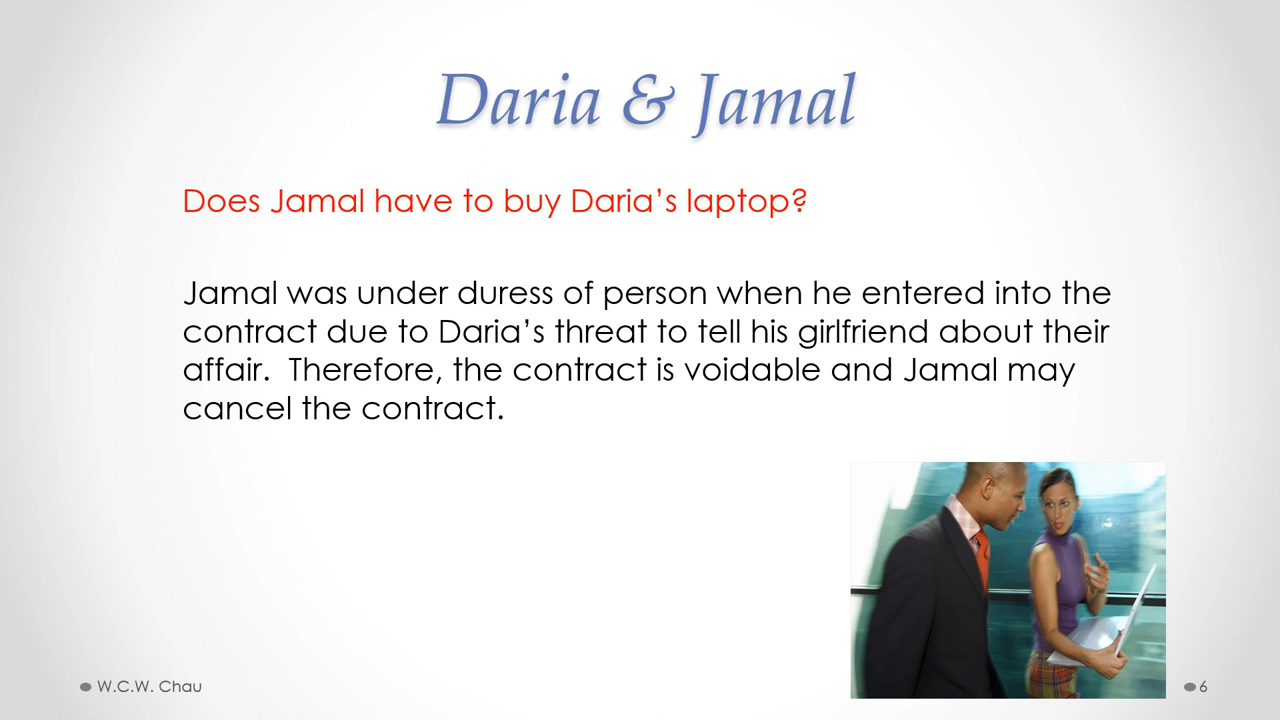 Daria & Jamal
Does Jamal have to buy Daria’s laptop?
Jamal was under duress of person when he entered into the
contract due to Daria’s threat to tell his girlfriend about their
affair.  Therefore, the contract is voidable and Jamal may
cancel the contract.
W.C.W. Chau
6